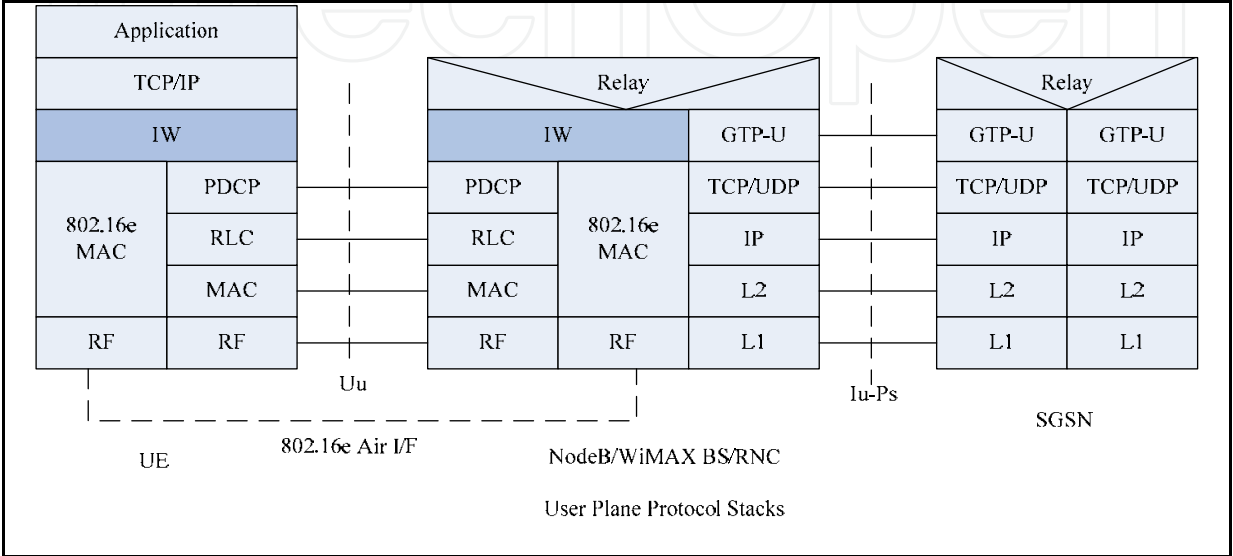 Application
TCP/IP
Relay
Relay
IW
IW
GTP-U
GTP-U
GTP-U
802.16e
MAC
PDCP
PDCP
802.16e
MAC
TCP/UDP
TCP/UDP
TCP/UDP
RLC
RLC
IP
IP
IP
MAC
MAC
L2
L2
L2
RF
RF
RF
RF
L1
L1
L1
Uu
Iu-Ps
802.16e Air I/F
UE
NodeB/WiMAX BS/RNC
SGSN
User Plane Protocol Stacks